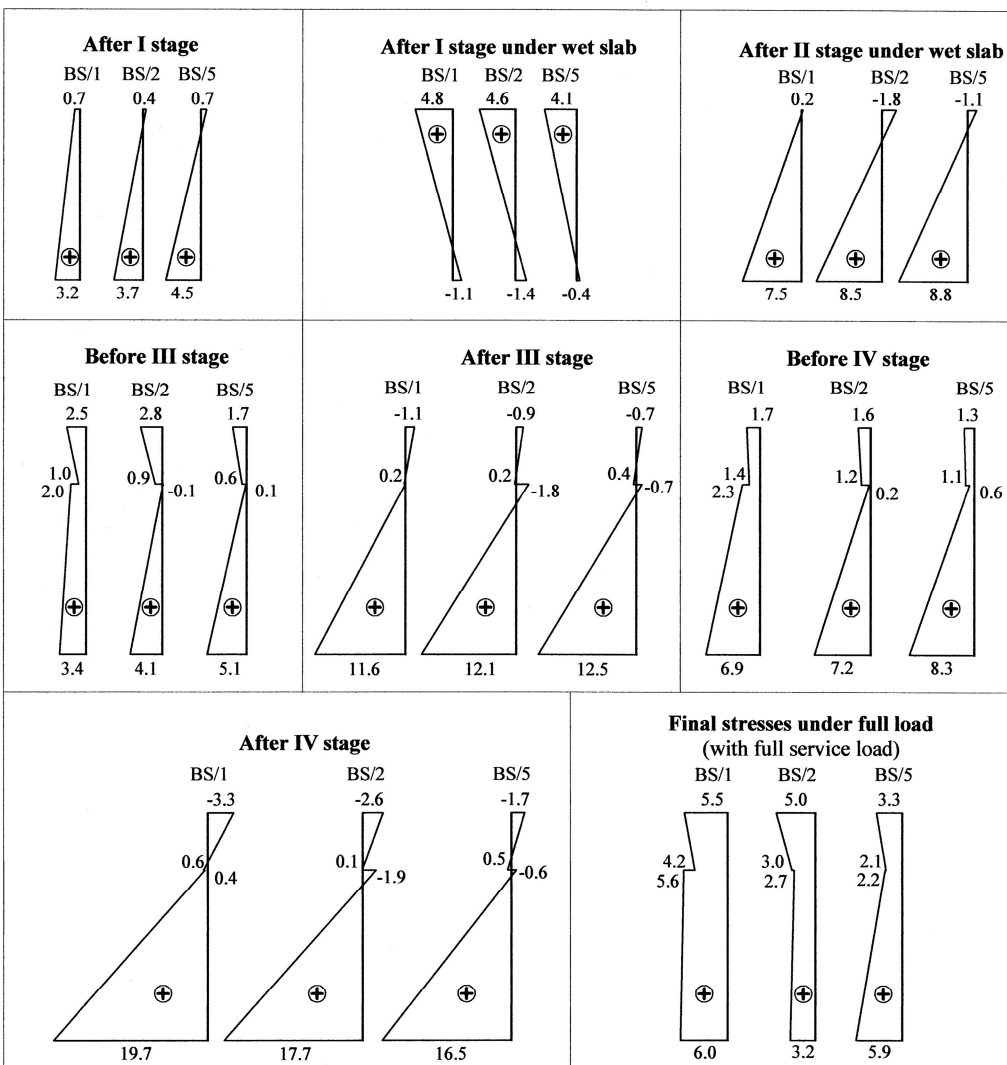 After I stage
BS/1 BS/2 BS/5
0.7 0.4 0.7
3.2 3.7 4.5
After I stage under wet slab
BS/1 BS/2 BS/5
4.8 4.6 4.1
-1.1 -1.4 -0.4
After II stage under wet slab
BS/1 BS/2 BS/5
0.2 -1.8 -1.1
7.5 8.5 8.8
Before III stage
BS/1 BS/2 BS/5
2.5 2.8 1.7
1.0 0.9 0.6
2.0 -0.1 0.1
3.4 4.1 5.1
After III stage
BS/1 BS/2 BS/5
-1.1 -0.9 -0.7
0.2 0.2 0.4
-1.8 -0.7
11.6 12.1 12.5
Before IV stage
BS/1 BS/2 BS/5
1.7 1.6 1.3
1.4 1.2 1.1
2.3 0.2 0.6
6.9 7.2 8.3
After IV stage
BS/1 BS/2 BS/5
-3.3 -2.6 -1.7
0.6 0.1 0.5
0.4 -1.9 -0.6
19.7 17.7 16.5
Final stresses under full load
(with full service load)
BS/1 BS/2 BS/5
5.5 5.0 3.3
4.2 3.0 2.1
5.6 2.7 2.2
6.0 3.2 5.9